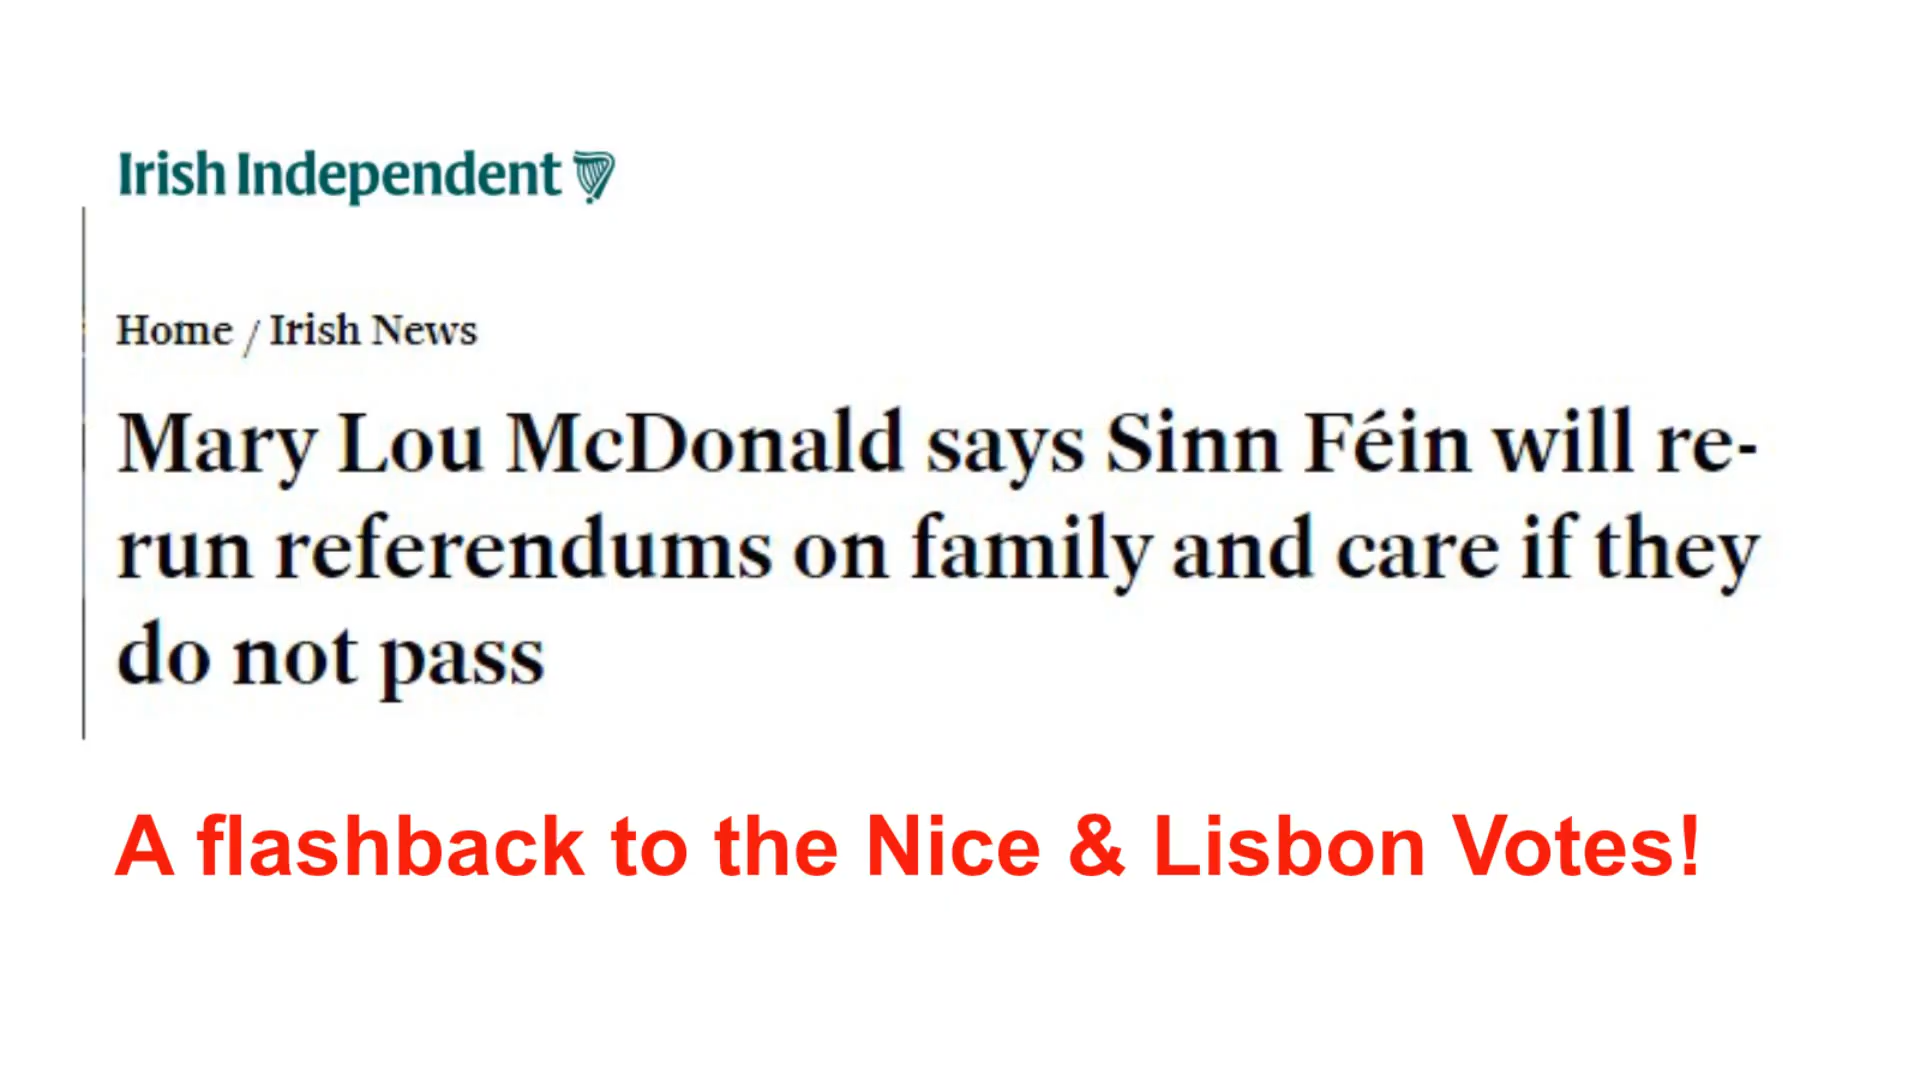 Irish Independent
Home / Irish News
Mary Lou McDonald says Sinn Féin will re-
run referendums on family and care if they
do not pass
A flashback to the Nice & Lisbon Votes!